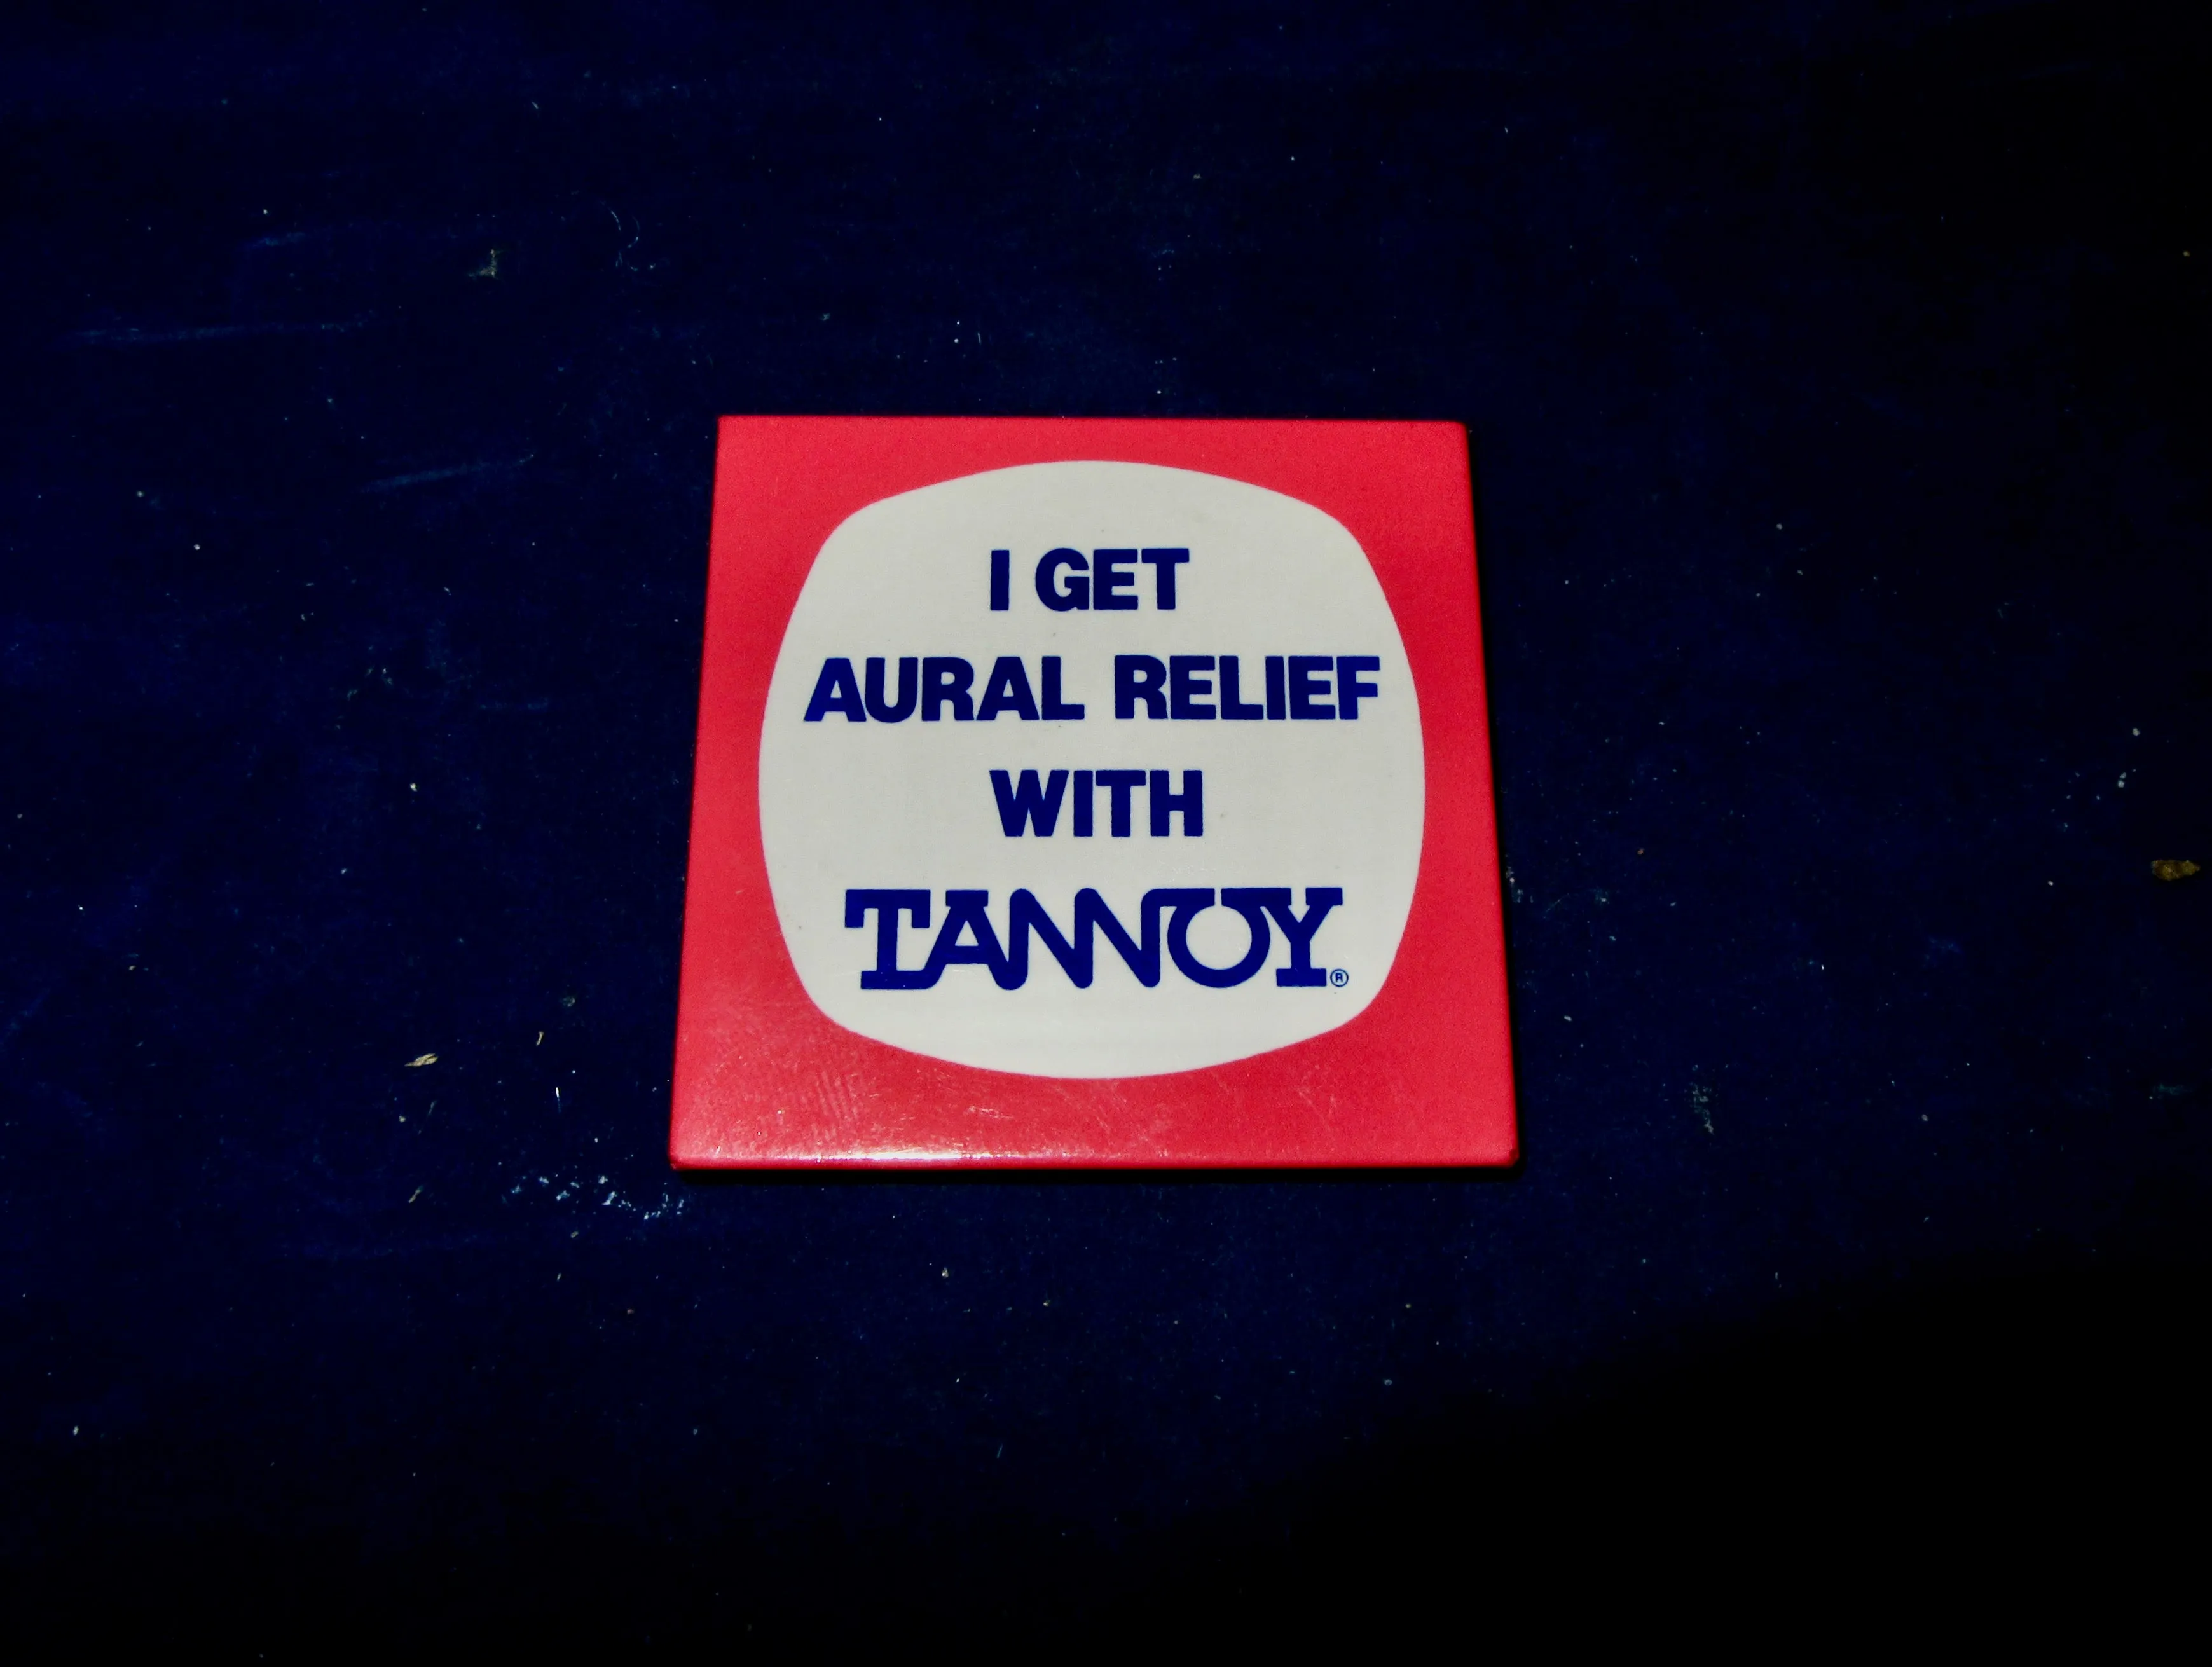 I GET
AURAL RELIEF
WITH
TANNOY®